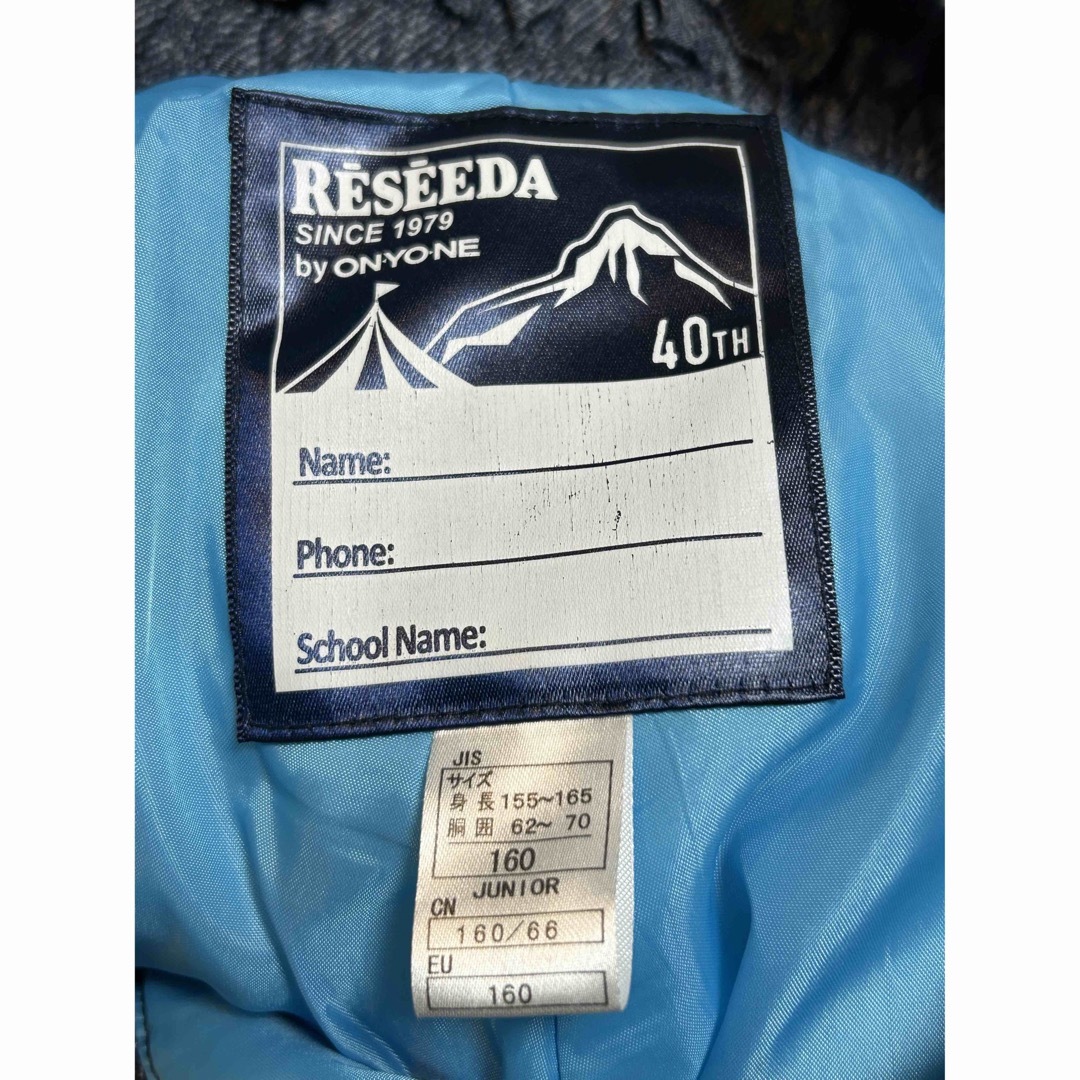 RĒSĒEDA
SINCE 1979
by ON・YO・NE
40TH
Name:
Phone:
School Name:
JIS
サイズ
身長155～165
胴囲 62～ 70
160
JUNIOR
CN
160/66
EU
160